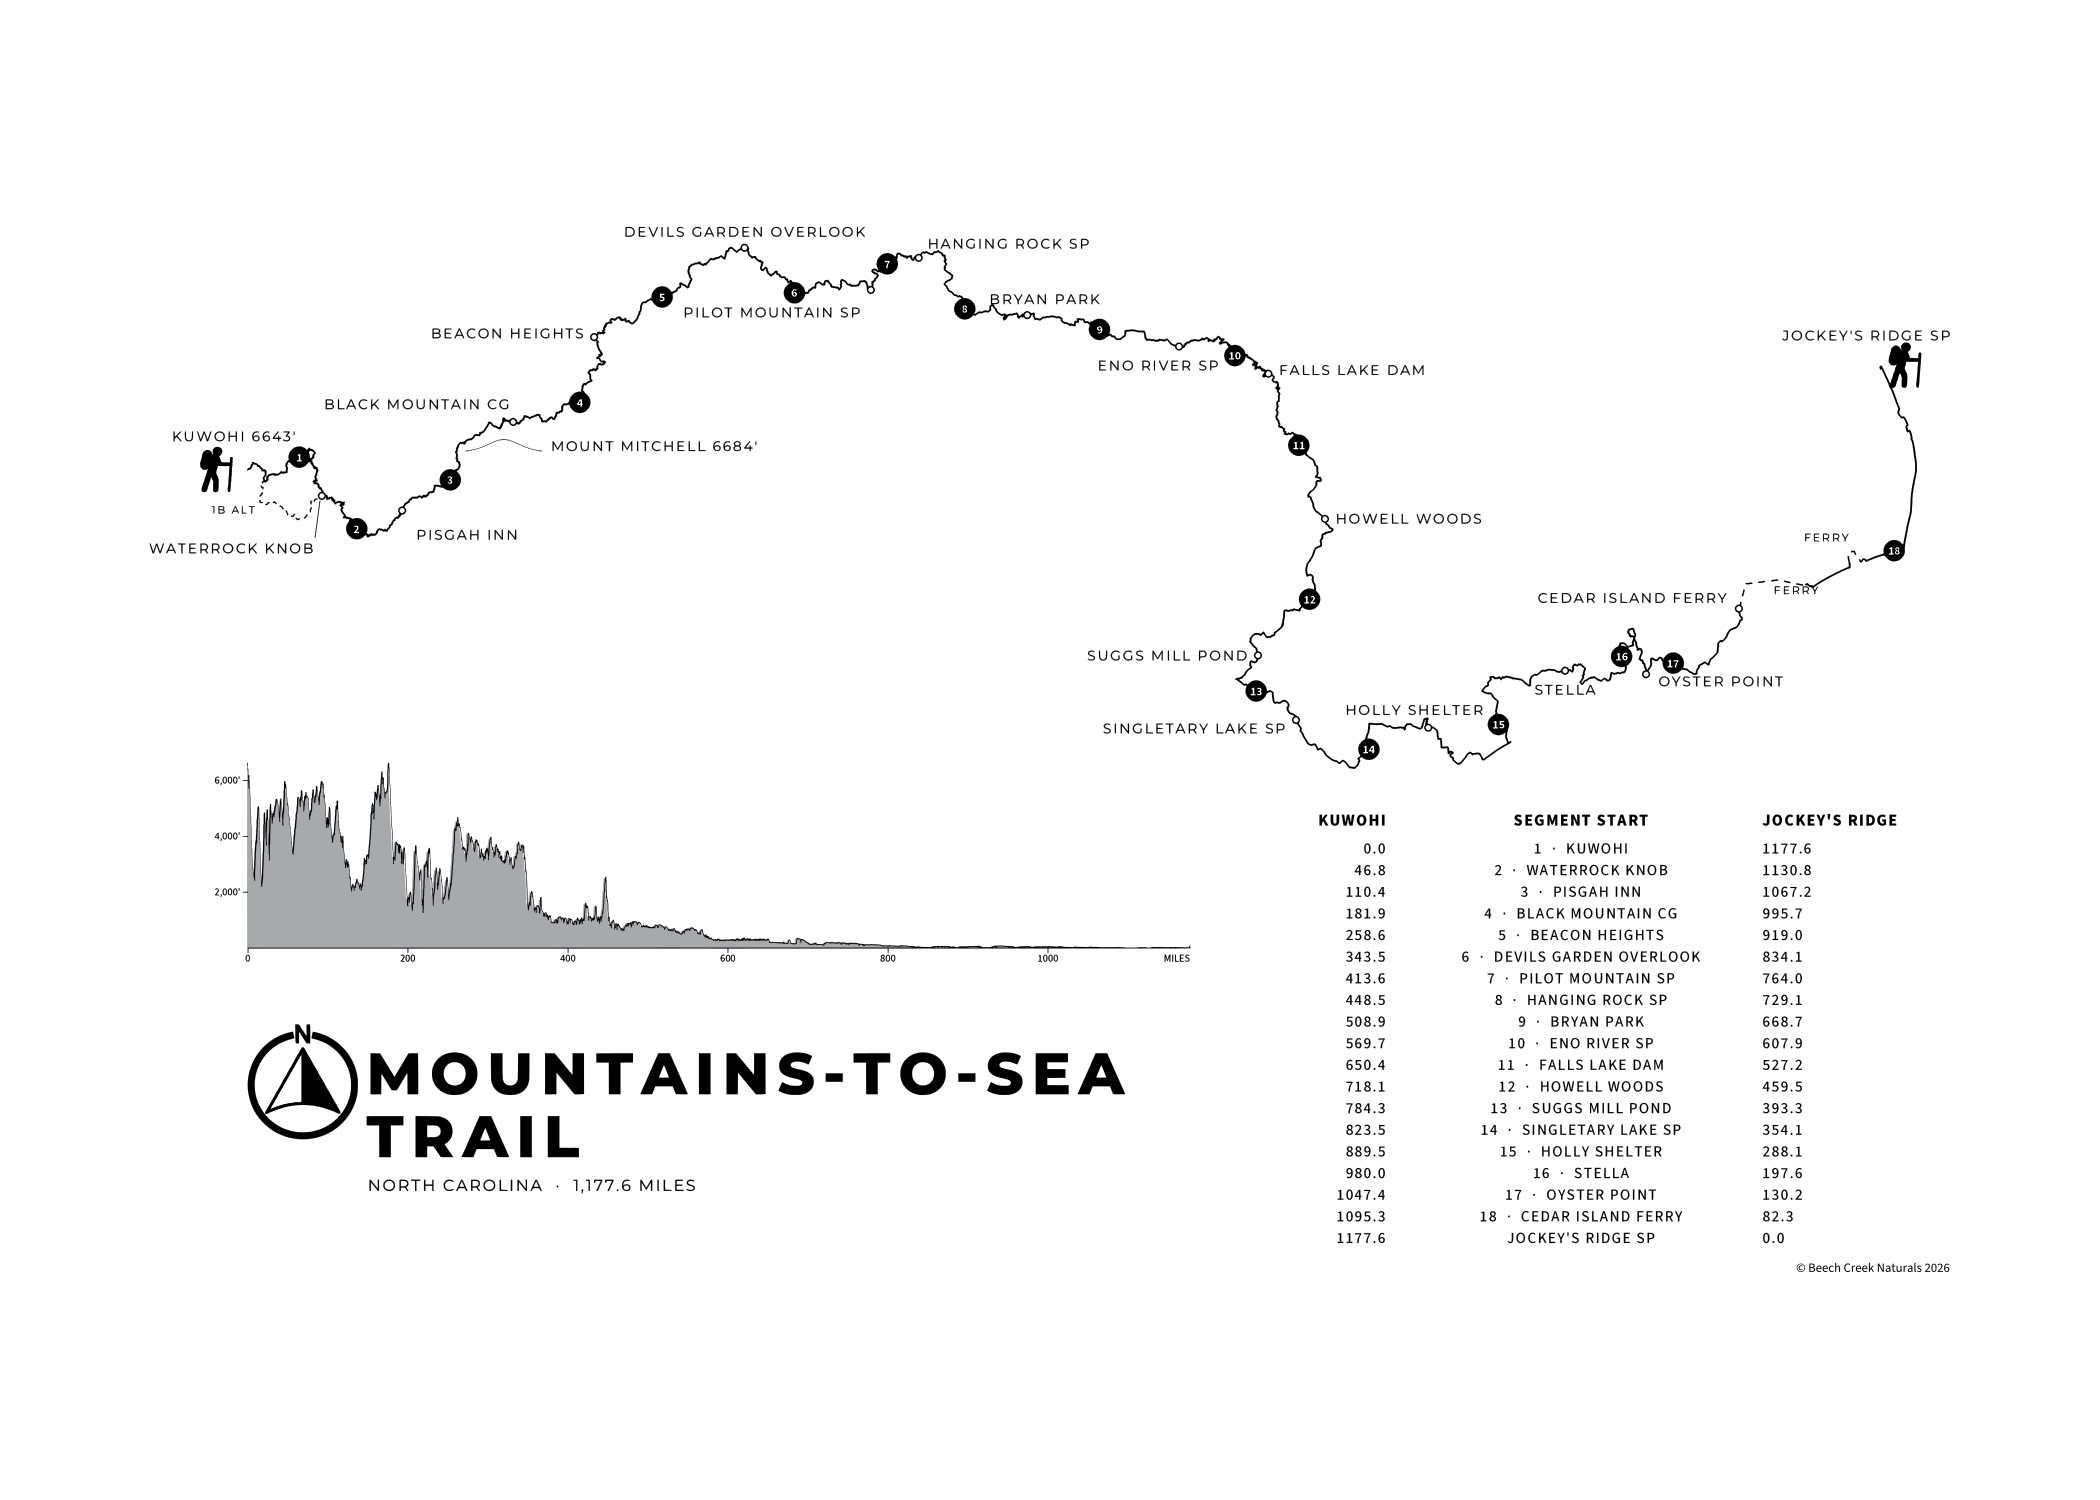 DEVILS GARDEN OVERLOOK
HANGING ROCK SP
7
5
6
PILOT MOUNTAIN SP
8
BRYAN PARK
9
BEACON HEIGHTS
ENO RIVER SP
10
FALLS LAKE DAM
JOCKEY'S RIDGE SP
4
BLACK MOUNTAIN CG
MOUNT MITCHELL 6684'
KUWOHI 6643'
1
3
11
1B ALT
2
PISGAH INN
WATERROCK KNOB
HOWELL WOODS
FERRY
18
FERRY
12
CEDAR ISLAND FERRY
SUGGS MILL POND
16
17
OYSTER POINT
STELLA
13
HOLLY SHELTER
15
SINGLETARY LAKE SP
14
6,000'
4,000'
2,000'
0 200 400 600 800 1000 MILES
N
MOUNTAINS-TO-SEA
TRAIL
NORTH CAROLINA · 1,177.6 MILES
KUWOHI SEGMENT START JOCKEY'S RIDGE
0.0 1 · KUWOHI 1177.6
46.8 2 · WATERROCK KNOB 1130.8
110.4 3 · PISGAH INN 1067.2
181.9 4 · BLACK MOUNTAIN CG 995.7
258.6 5 · BEACON HEIGHTS 919.0
343.5 6 · DEVILS GARDEN OVERLOOK 834.1
413.6 7 · PILOT MOUNTAIN SP 764.0
448.5 8 · HANGING ROCK SP 729.1
508.9 9 · BRYAN PARK 668.7
569.7 10 · ENO RIVER SP 607.9
650.4 11 · FALLS LAKE DAM 527.2
718.1 12 · HOWELL WOODS 459.5
784.3 13 · SUGGS MILL POND 393.3
823.5 14 · SINGLETARY LAKE SP 354.1
889.5 15 · HOLLY SHELTER 288.1
980.0 16 · STELLA 197.6
1047.4 17 · OYSTER POINT 130.2
1095.3 18 · CEDAR ISLAND FERRY 82.3
1177.6 JOCKEY'S RIDGE SP 0.0
© Beech Creek Naturals 2026